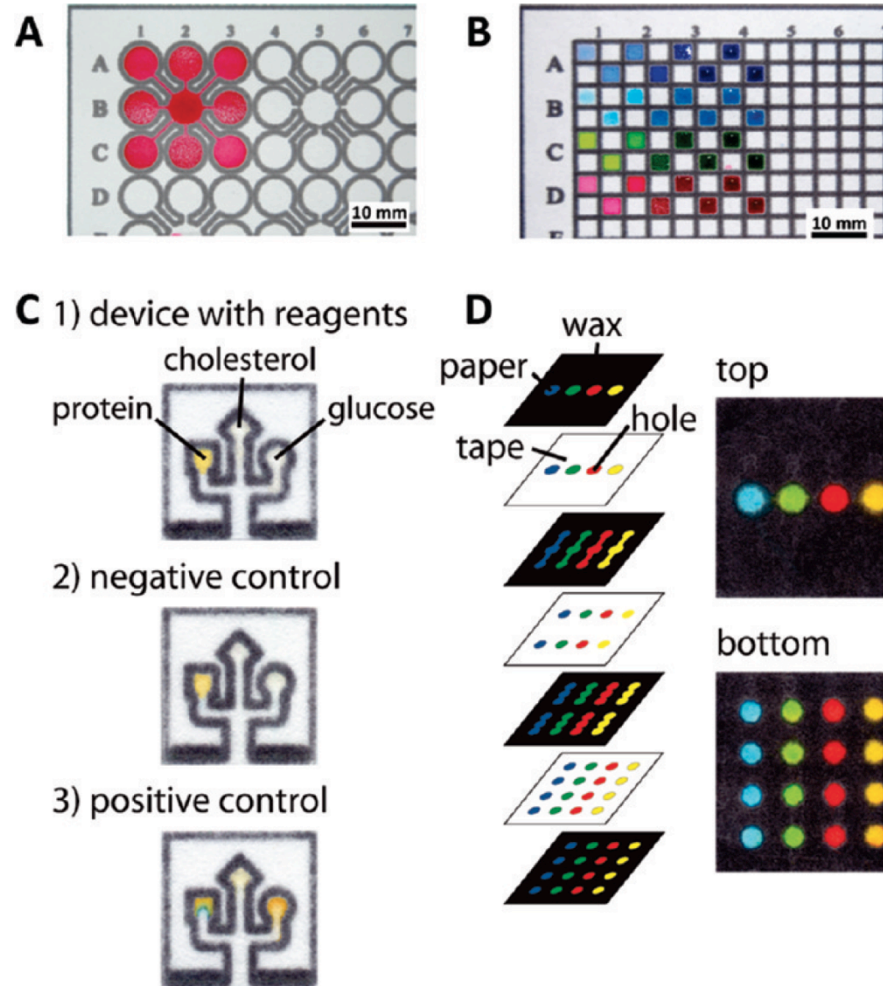 A
1 2 3 4 5 6 7
A
B
C
D
10 mm
B
1 2 3 4 5 6
A
B
C
D
10 mm
C 1) device with reagents
cholesterol
protein
glucose
2) negative control
3) positive control
D
wax
paper
hole
tape
top
bottom